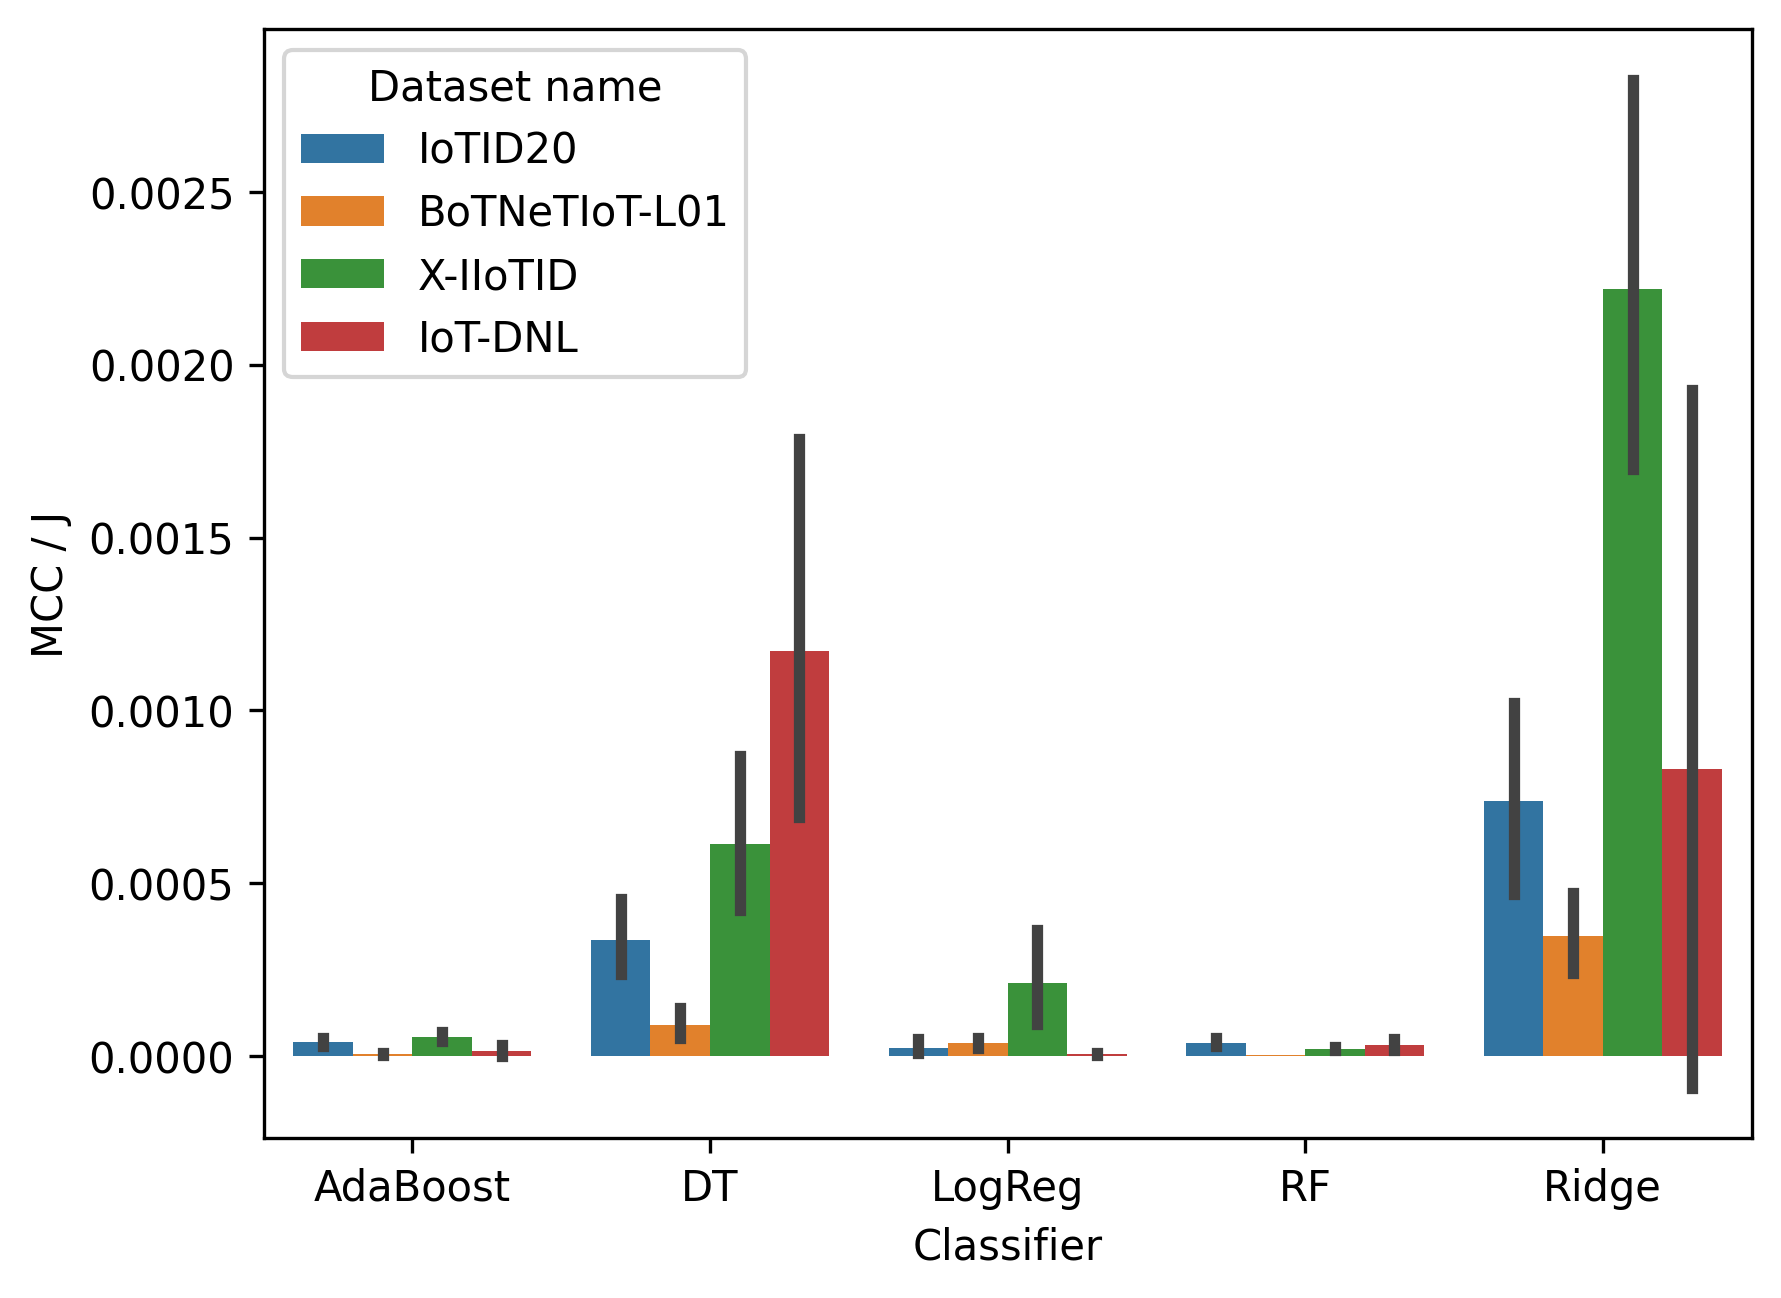 Dataset name
IoTID20
BoTNeTIoT-L01
X-IIoTID
IoT-DNL
MCC / J
0.0025
0.0020
0.0015
0.0010
0.0005
0.0000
AdaBoost DT LogReg RF Ridge
Classifier